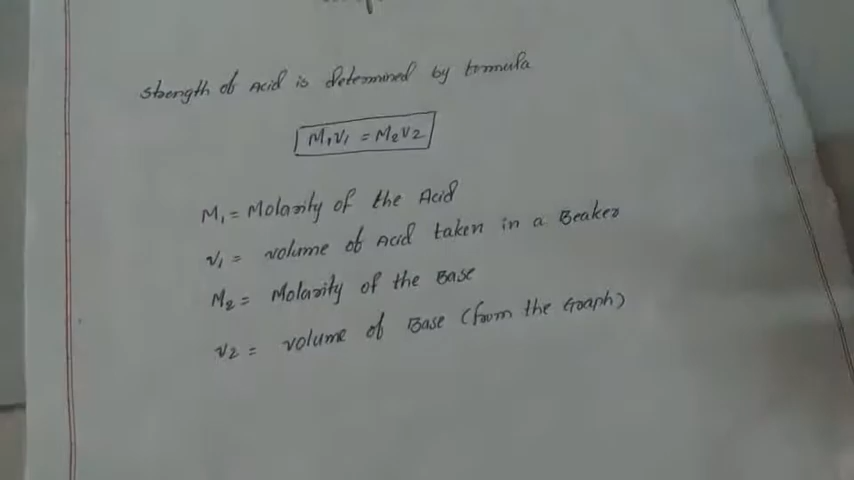 Strength of Acid is determined by formula
M₁V₁ = M₂V₂
M₁ = Molarity of the Acid
V₁ = volume of Acid taken in a Beaker
M₂ = Molarity of the Base
V₂ = volume of Base (from the Graph)